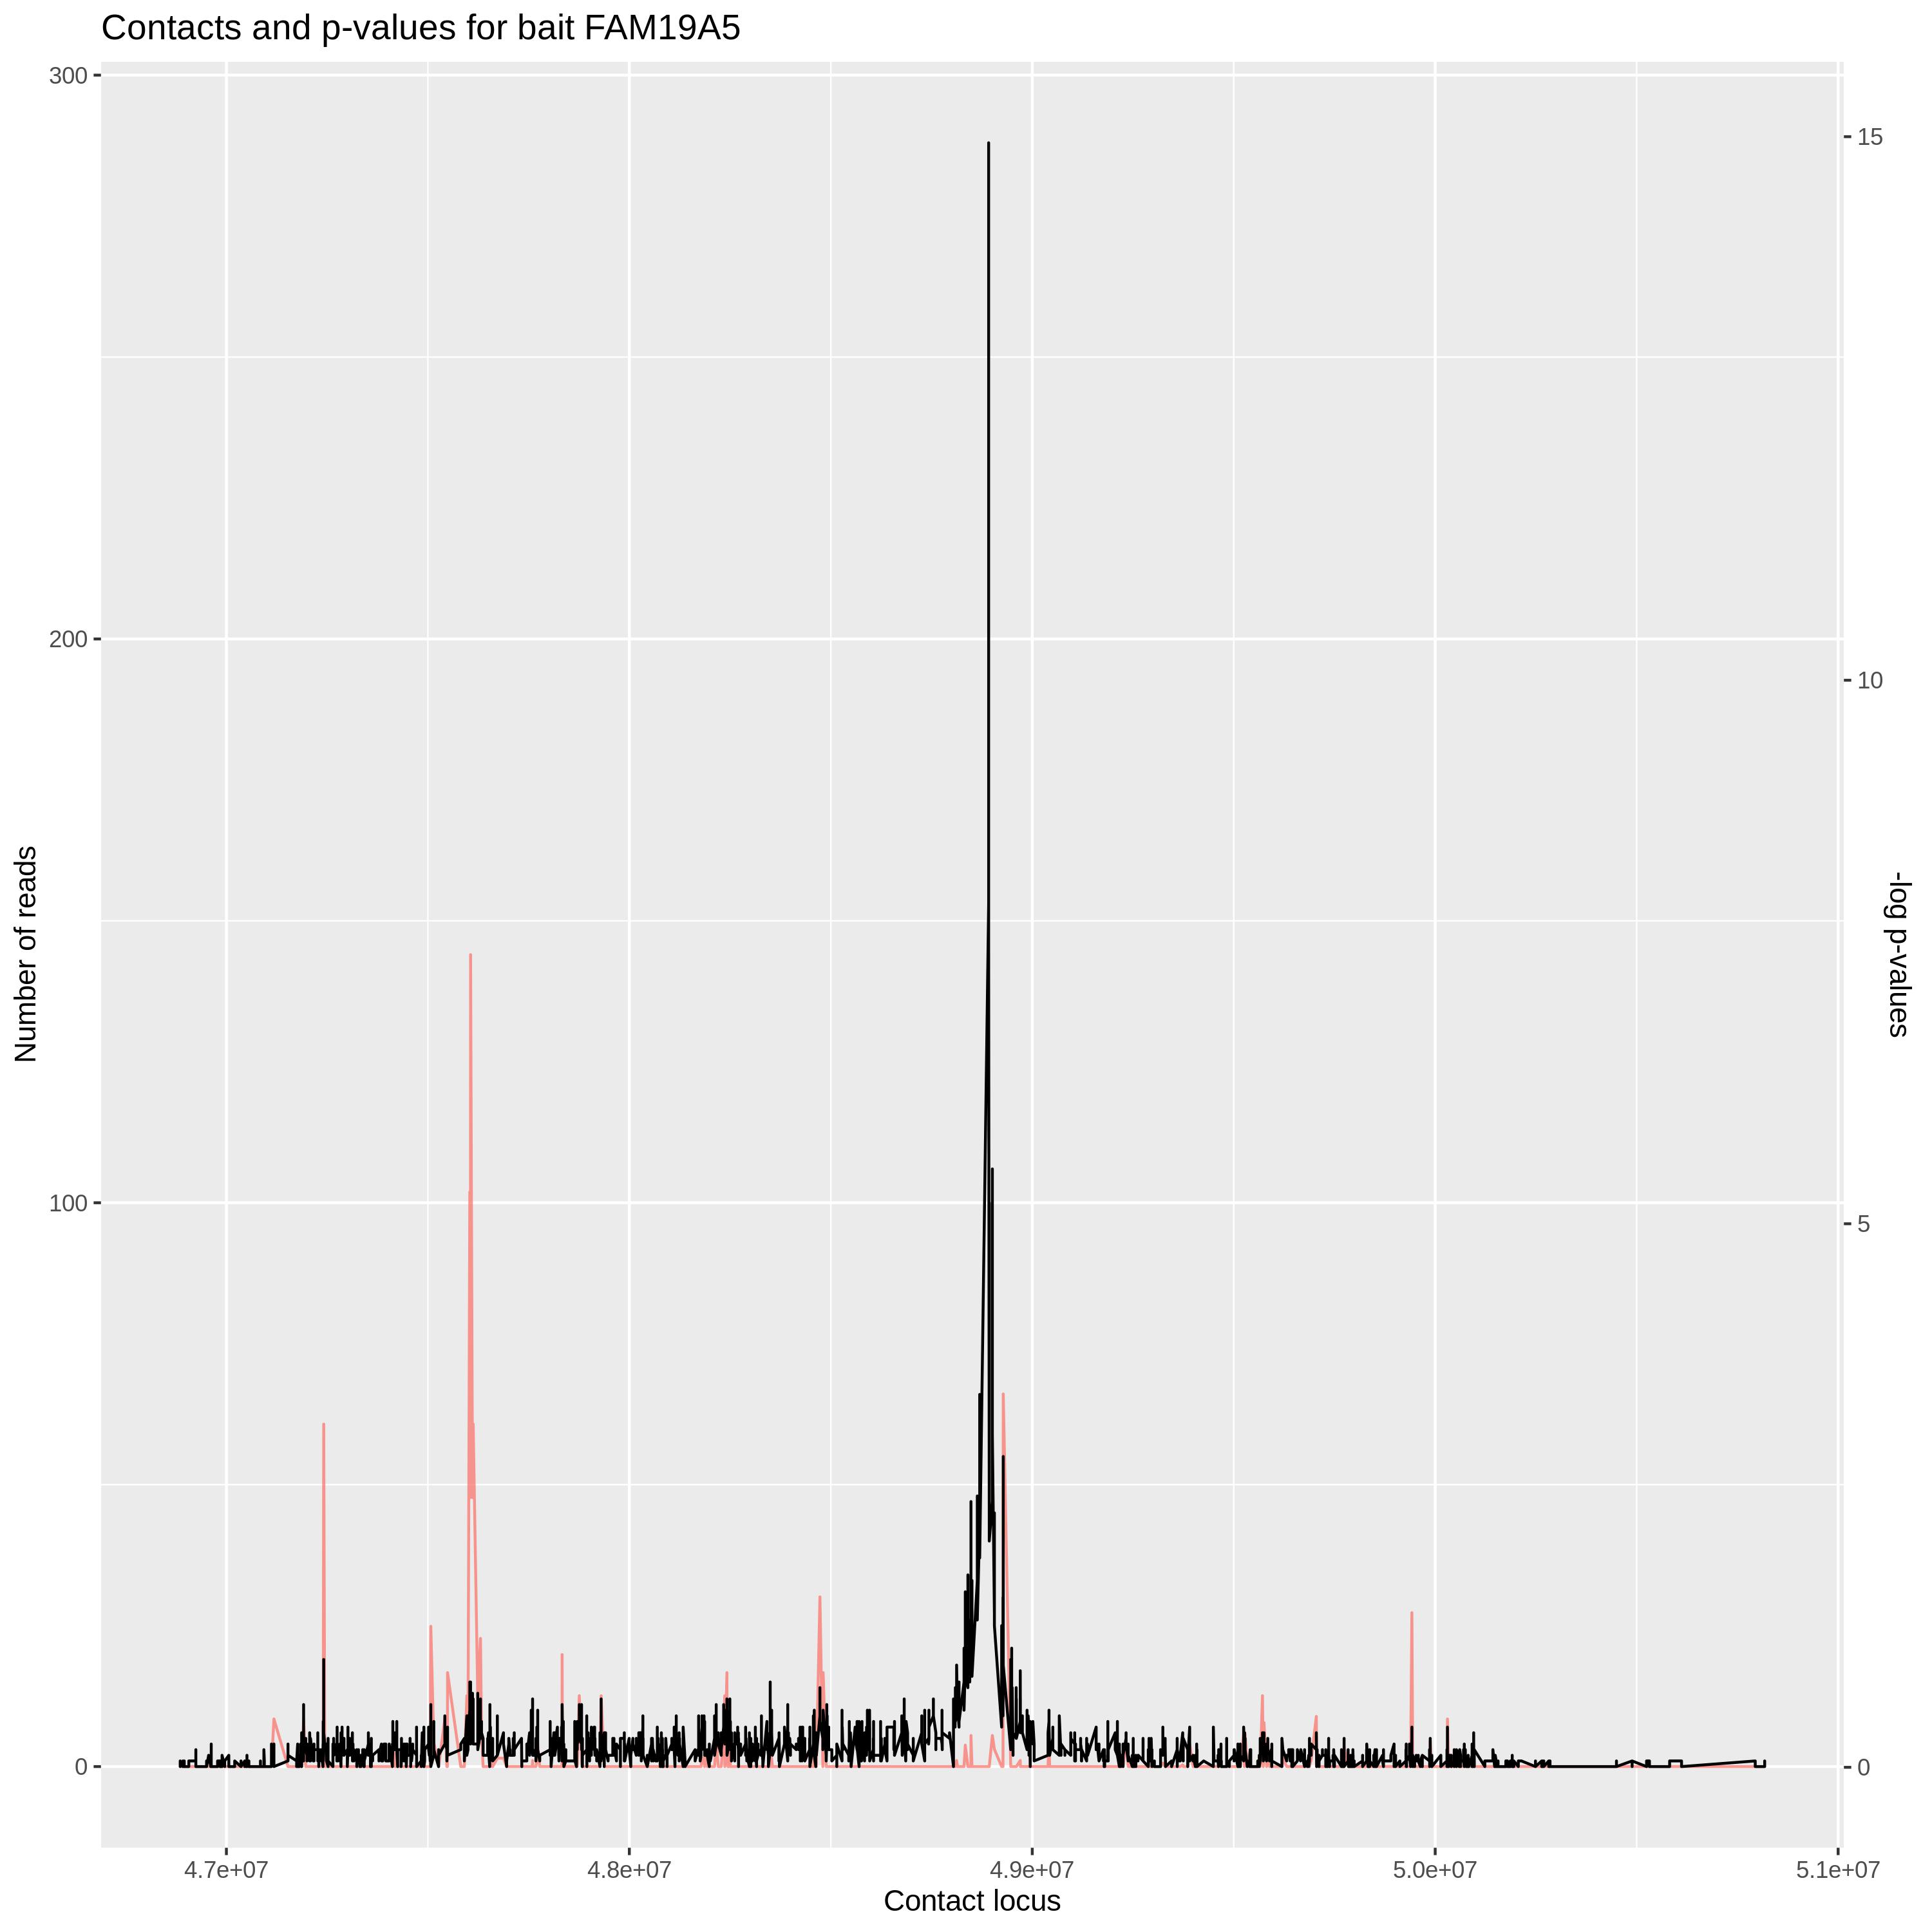 Contacts and p-values for bait FAM19A5
300
200
100
0
Number of reads
15
10
5
0
-log p-values
4.7e+07
4.8e+07
4.9e+07
5.0e+07
5.1e+07
Contact locus